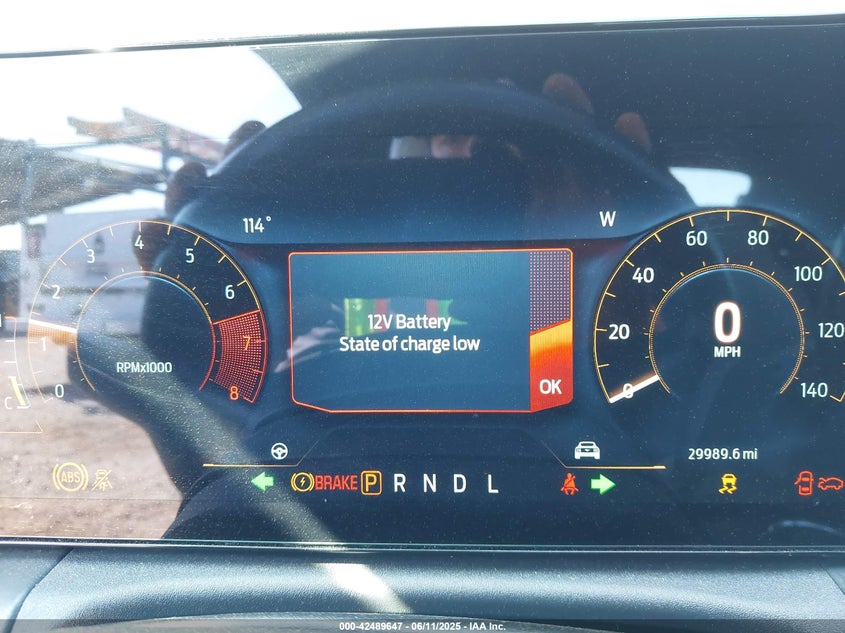 114° W
12V Battery
State of charge low
OK
0 1 2 3 4 5 6 7 8
RPMx1000
C
0 20 40 60 80 100 120 140
0
MPH
29989.6 mi
ABS BRAKE P R N D L
000-42489647 - 06/11/2025 - IAA Inc.